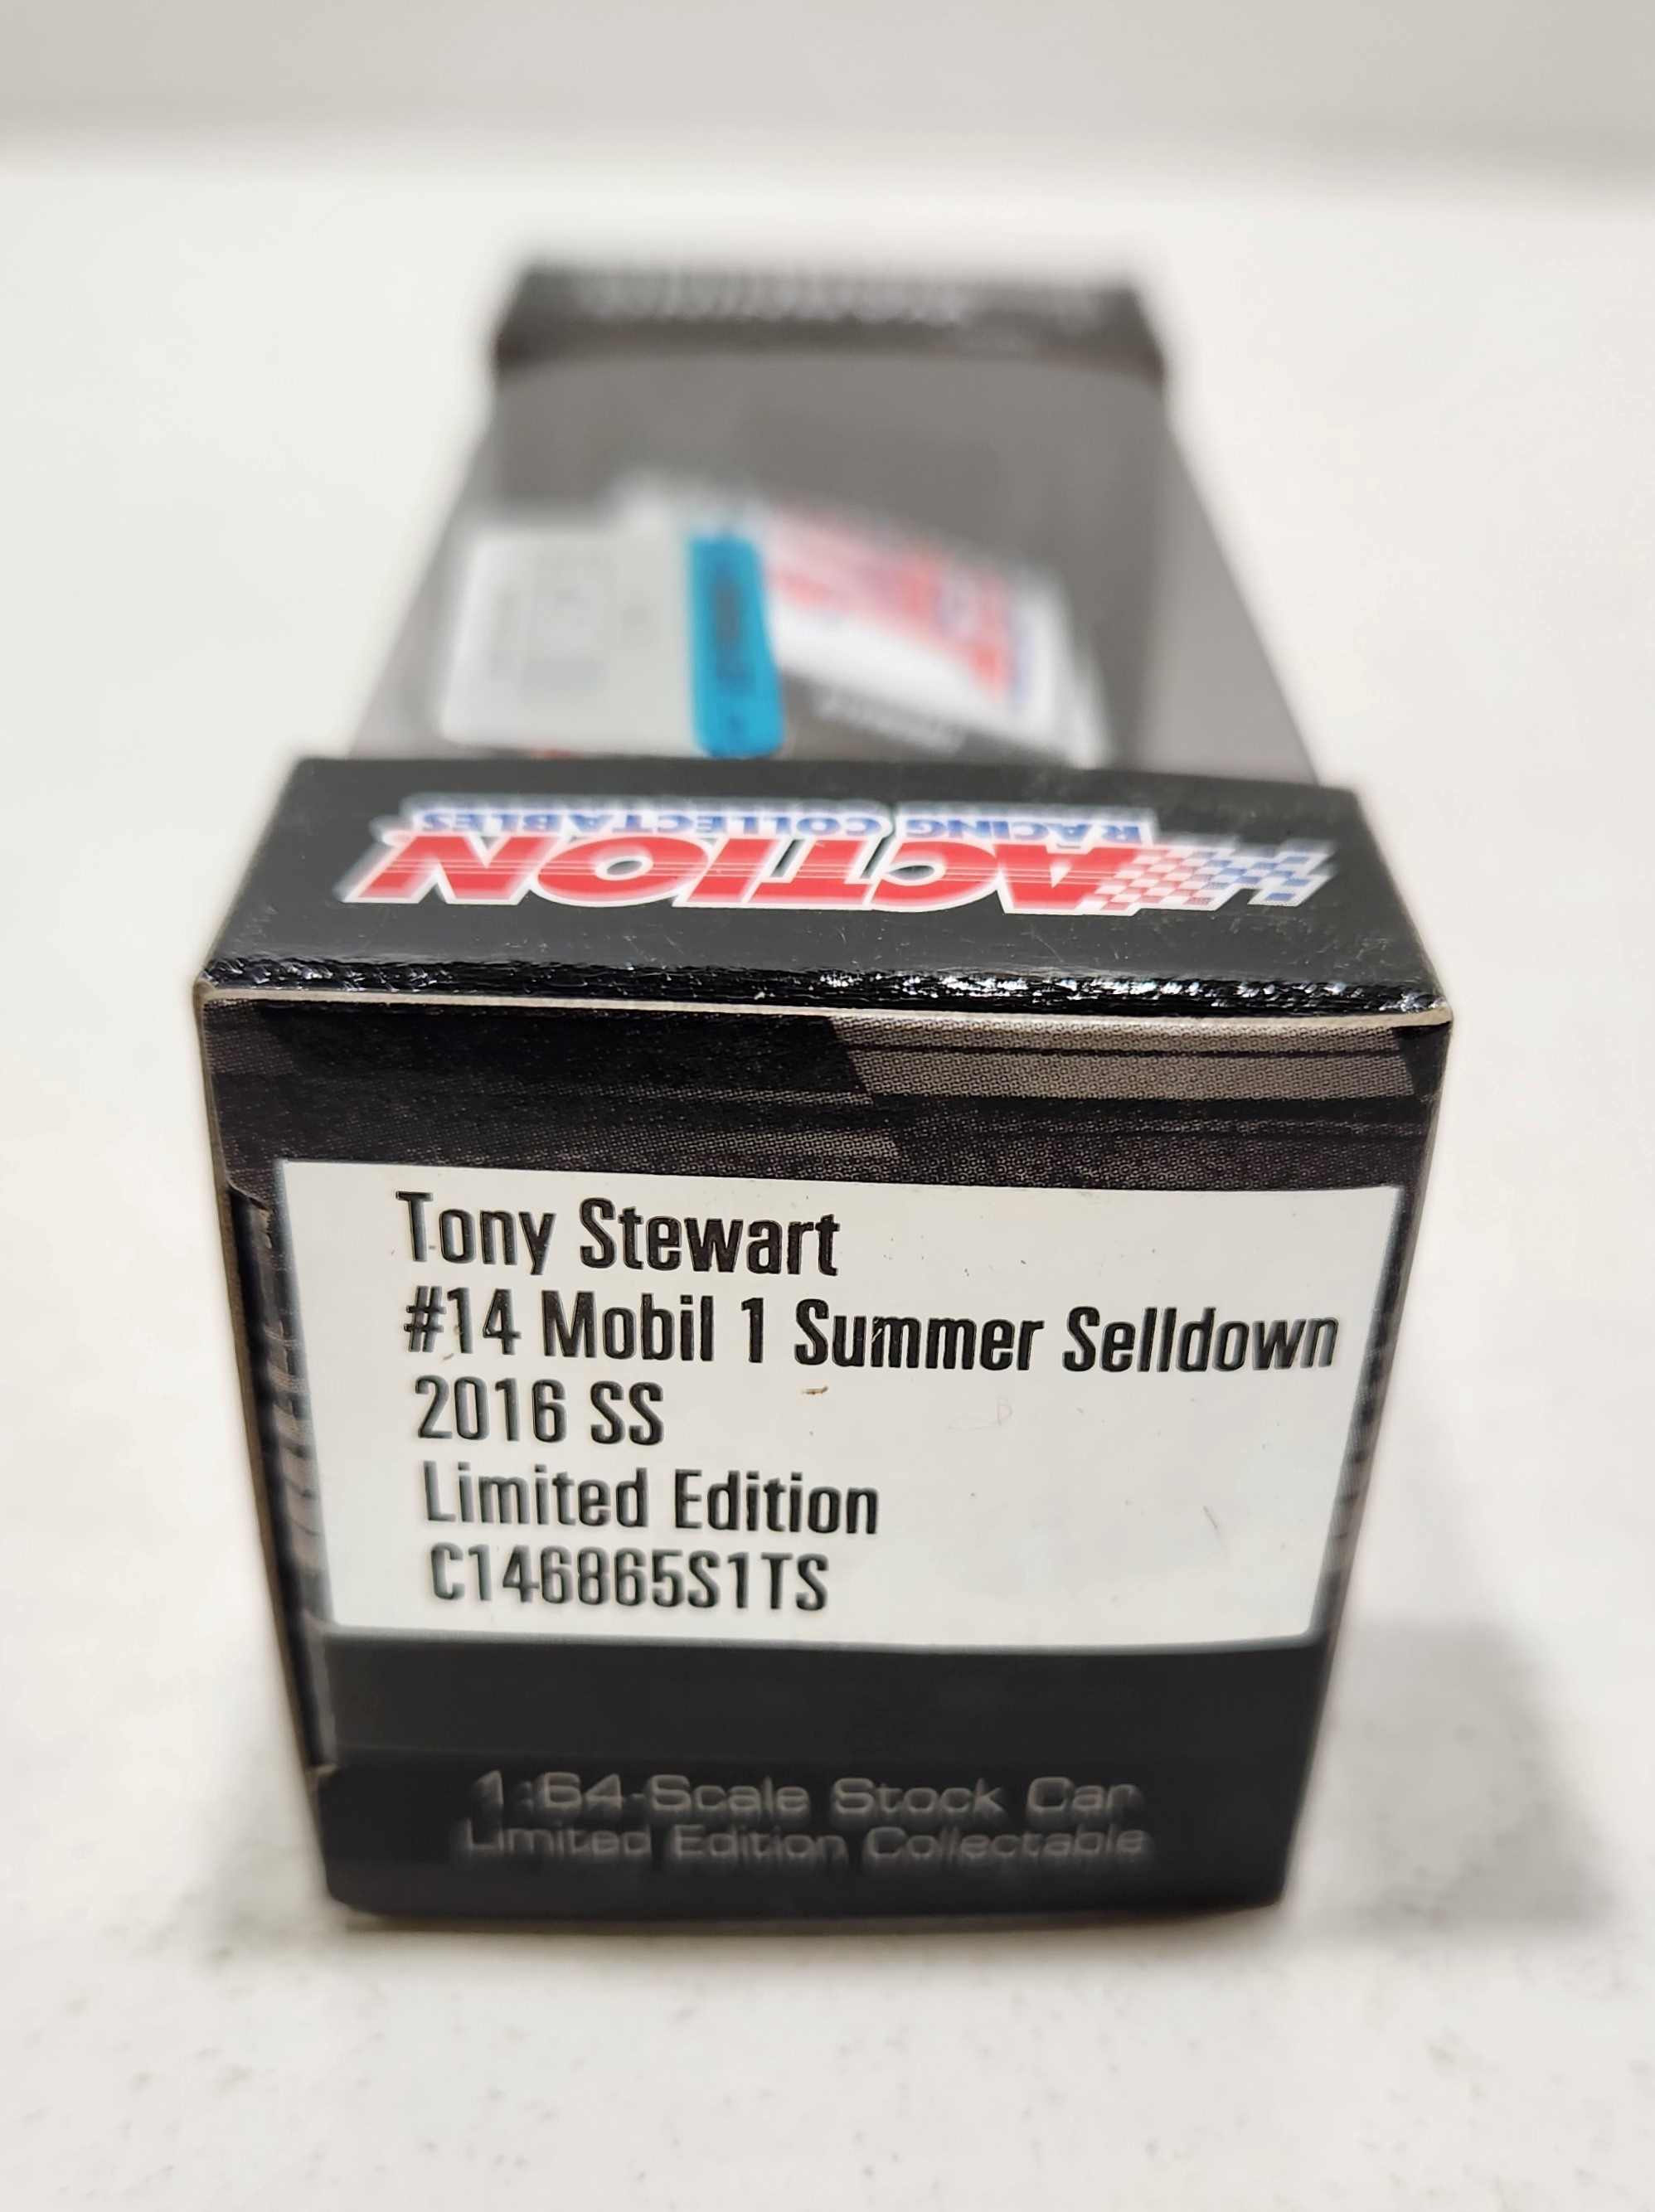 ACTION
RACING COLLECTABLES
Tony Stewart
#14 Mobil 1 Summer Selldown
2016 SS
Limited Edition
C146865S1TS
1:64-Scale Stock Car
Limited Edition Collectable